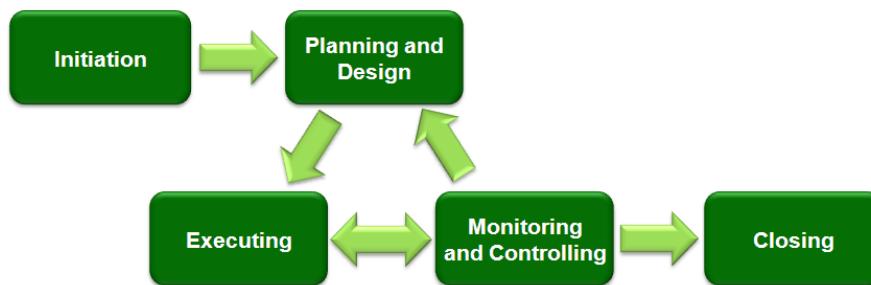 Initiation
Planning and
Design
Executing
Monitoring
and Controlling
Closing